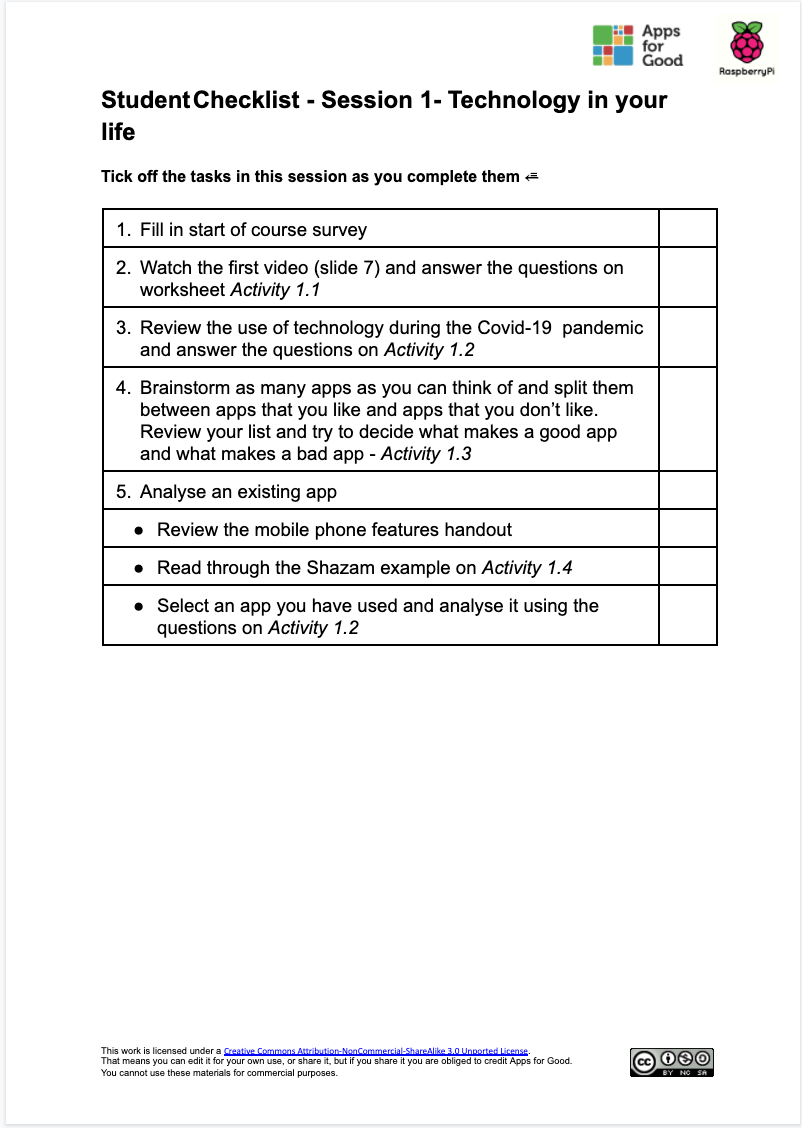 Apps
for
Good
RaspberryPi
Student Checklist - Session 1- Technology in your
life
Tick off the tasks in this session as you complete them
1. Fill in start of course survey
2. Watch the first video (slide 7) and answer the questions on
worksheet Activity 1.1
3. Review the use of technology during the Covid-19 pandemic
and answer the questions on Activity 1.2
4. Brainstorm as many apps as you can think of and split them
between apps that you like and apps that you don’t like.
Review your list and try to decide what makes a good app
and what makes a bad app - Activity 1.3
5. Analyse an existing app
● Review the mobile phone features handout
● Read through the Shazam example on Activity 1.4
● Select an app you have used and analyse it using the
questions on Activity 1.2
This work is licensed under a Creative Commons Attribution-NonCommercial-ShareAlike 3.0 Unported License.
That means you can edit it for your own use, or share it, but if you share it you are obliged to credit Apps for Good.
You cannot use these materials for commercial purposes.
cc
BY NC SA